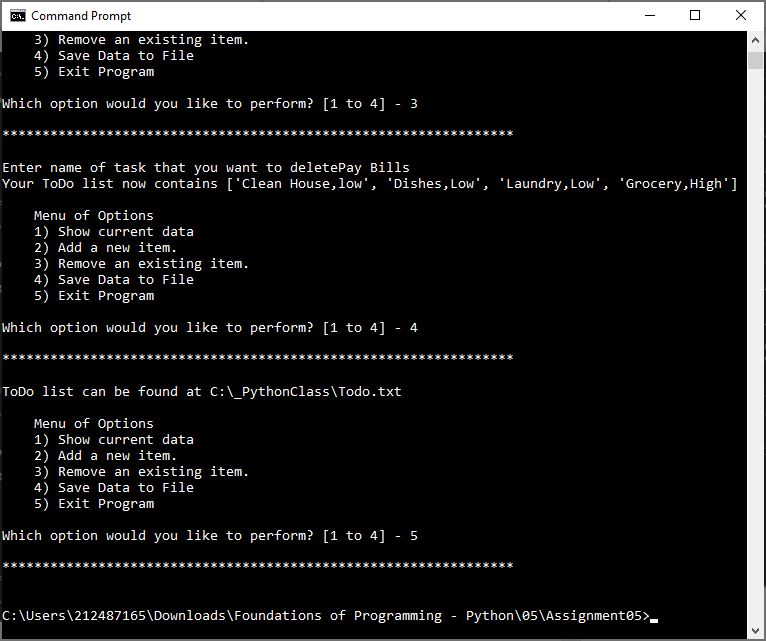 Command Prompt
3) Remove an existing item.
4) Save Data to File
5) Exit Program
Which option would you like to perform? [1 to 4] - 3
****************************************************************
Enter name of task that you want to deletePay Bills
Your ToDo list now contains ['Clean House,low', 'Dishes,Low', 'Laundry,Low', 'Grocery,High']
Menu of Options
1) Show current data
2) Add a new item.
3) Remove an existing item.
4) Save Data to File
5) Exit Program
Which option would you like to perform? [1 to 4] - 4
****************************************************************
ToDo list can be found at C:\_PythonClass\Todo.txt
Menu of Options
1) Show current data
2) Add a new item.
3) Remove an existing item.
4) Save Data to File
5) Exit Program
Which option would you like to perform? [1 to 4] - 5
****************************************************************
C:\Users\212487165\Downloads\Foundations of Programming - Python\05\Assignment05>